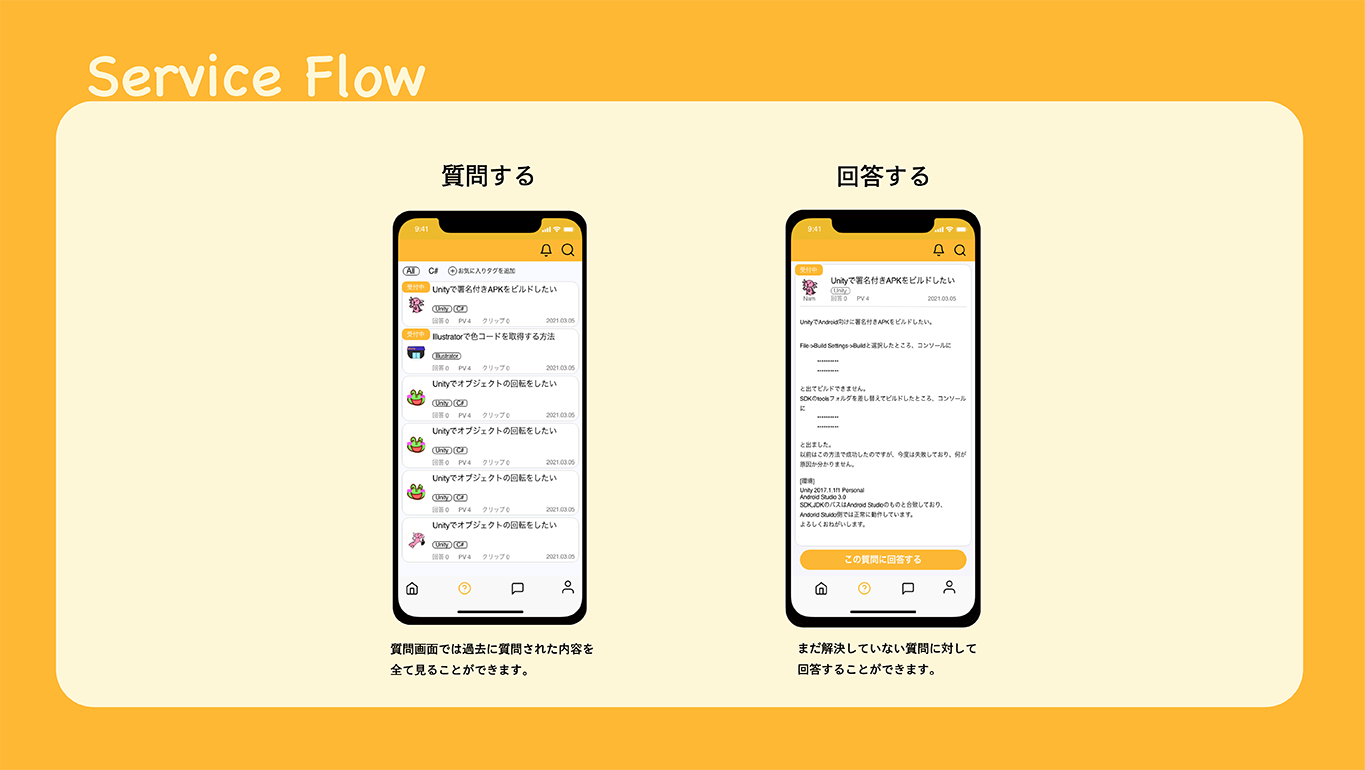 Service Flow
質問する
9:41
All C# お気に入りタグを追加
受付中
Unityで署名付きAPKをビルドしたい
Unity C#
回答 0 PV 4 クリップ 0 2021.03.05
受付中
Illustratorで色コードを取得する方法
Illustrator
回答 0 PV 4 クリップ 0 2021.03.05
Unityでオブジェクトの回転をしたい
Unity C#
回答 0 PV 4 クリップ 0 2021.03.05
Unityでオブジェクトの回転をしたい
Unity C#
回答 0 PV 4 クリップ 0 2021.03.05
Unityでオブジェクトの回転をしたい
Unity C#
回答 0 PV 4 クリップ 0 2021.03.05
Unityでオブジェクトの回転をしたい
Unity C#
回答 0 PV 4 クリップ 0 2021.03.05
質問画面では過去に質問された内容を
全て見ることができます。
回答する
9:41
受付中
Unityで署名付きAPKをビルドしたい
Unity
Nam 回答 0 PV 4 2021.03.05
UnityでAndroid向けに署名付きAPKをビルドしたい。
File->Build Settings->Buildと選択したところ、コンソールに
**********
**********
と出てビルドできません。
SDKのtoolsフォルダを差し替えてビルドしたところ、コンソール
に
**********
**********
と出ました。
以前はこの方法で成功したのですが、今度は失敗しており、何が
原因か分かりません。
[環境]
Unity 2017.1.1f1 Personal
Android Studio 3.0
SDK,JDKのパスはAndroid Studioのものと合致しており、
Andorid Stuido側では正常に動作しています。
よろしくおねがいします。
この質問に回答する
まだ解決していない質問に対して
回答することができます。